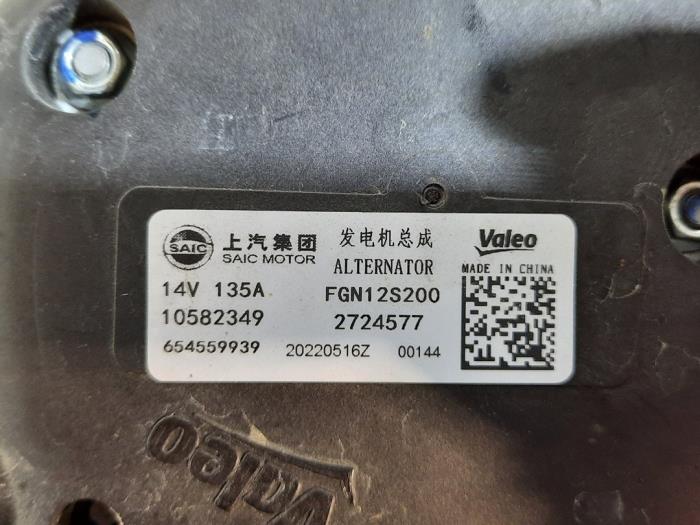 SAIC 上汽集团 发电机总成 Valeo
SAIC MOTOR ALTERNATOR MADE IN CHINA
14V 135A FGN12S200
10582349 2724577
654559939 20220516Z 00144
Valeo